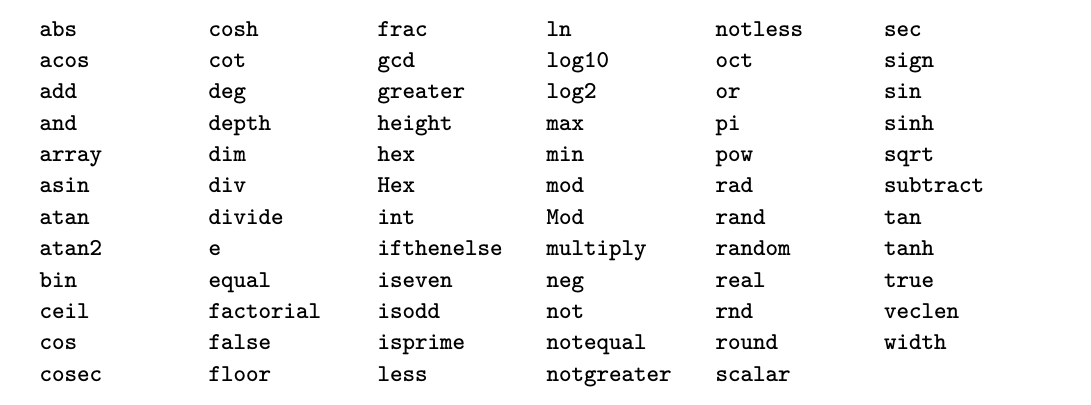 abs cosh frac ln notless sec
acos cot gcd log10 oct sign
add deg greater log2 or sin
and depth height max pi sinh
array dim hex min pow sqrt
asin div Hex mod rad subtract
atan divide int Mod rand tan
atan2 e ifthenelse multiply random tanh
bin equal iseven neg real true
ceil factorial isodd not rnd veclen
cos false isprime notequal round width
cosec floor less notgreater scalar